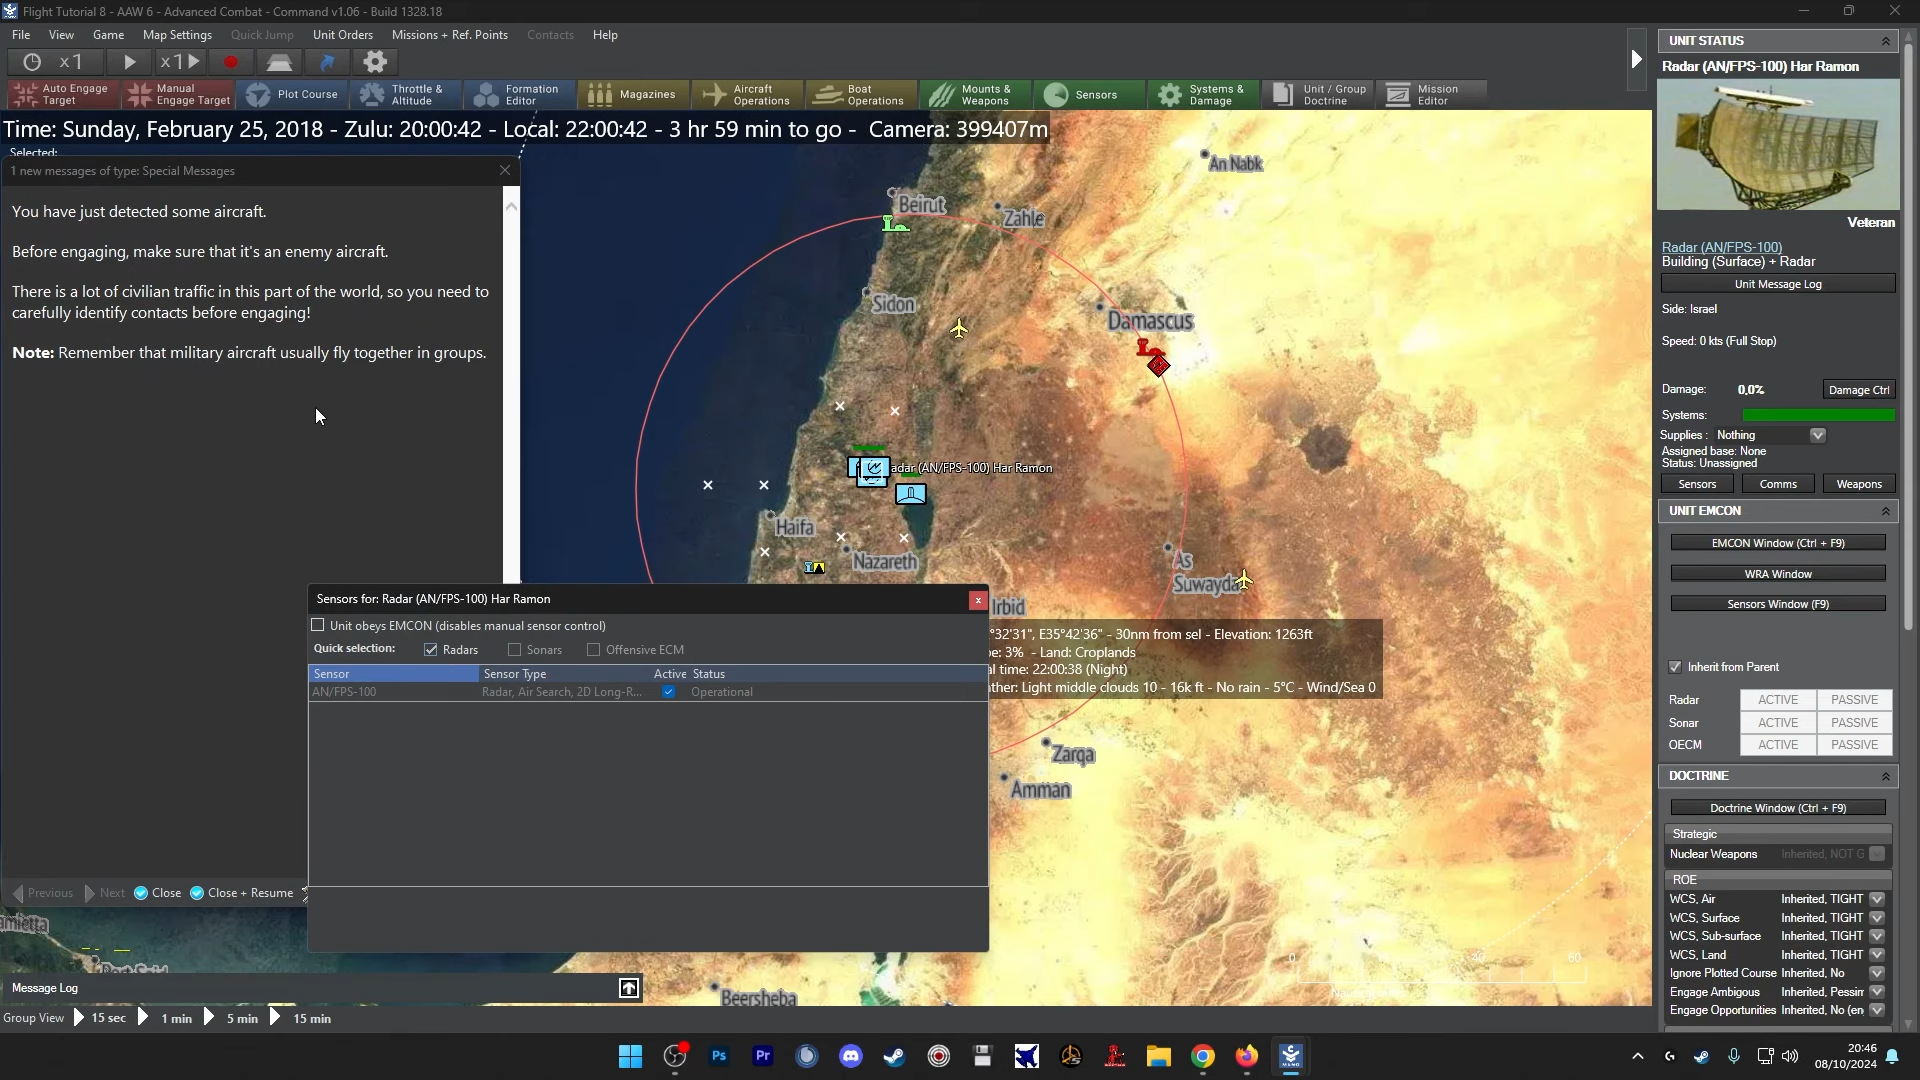 Flight Tutorial 8 - AAW 6 - Advanced Combat - Command v1.06 - Build 1328.18
File View Game Map Settings Quick Jump Unit Orders Missions + Ref. Points Contacts Help
x 1 x1
Auto Engage Target
Manual Engage Target
Plot Course
Throttle & Altitude
Formation Editor
Magazines
Aircraft Operations
Boat Operations
Mounts & Weapons
Sensors
Systems & Damage
Unit / Group Doctrine
Mission Editor
Time: Sunday, February 25, 2018 - Zulu: 20:00:42 - Local: 22:00:42 - 3 hr 59 min to go - Camera: 399407m
Selected:
1 new messages of type: Special Messages
You have just detected some aircraft.
Before engaging, make sure that it's an enemy aircraft.
There is a lot of civilian traffic in this part of the world, so you need to
carefully identify contacts before engaging!
Note: Remember that military aircraft usually fly together in groups.
Previous Next Close Close + Resume
An Nabk
Beirut
Zahle
Sidon
Damascus
adar (AN/FPS-100) Har Ramon
Haifa
Nazareth
As
Suwayda
Irbid
°32'31", E35°42'36" - 30nm from sel - Elevation: 1263ft
pe: 3% - Land: Croplands
al time: 22:00:38 (Night)
ther: Light middle clouds 10 - 16k ft - No rain - 5°C - Wind/Sea 0
Zarqa
Amman
Beersheba
0 40 60
Sensors for: Radar (AN/FPS-100) Har Ramon
x
Unit obeys EMCON (disables manual sensor control)
Quick selection: Radars Sonars Offensive ECM
Sensor Sensor Type Active Status
AN/FPS-100 Radar, Air Search, 2D Long-R... Operational
Message Log
Group View 15 sec 1 min 5 min 15 min
UNIT STATUS
Radar (AN/FPS-100) Har Ramon
Veteran
Radar (AN/FPS-100)
Building (Surface) + Radar
Unit Message Log
Side: Israel
Speed: 0 kts (Full Stop)
Damage: 0.0% Damage Ctrl
Systems:
Supplies : Nothing
Assigned base: None
Status: Unassigned
Sensors Comms Weapons
UNIT EMCON
EMCON Window (Ctrl + F9)
WRA Window
Sensors Window (F9)
Inherit from Parent
Radar ACTIVE PASSIVE
Sonar ACTIVE PASSIVE
OECM ACTIVE PASSIVE
DOCTRINE
Doctrine Window (Ctrl + F9)
Strategic
Nuclear Weapons Inherited, NOT G
ROE
WCS, Air Inherited, TIGHT
WCS, Surface Inherited, TIGHT
WCS, Sub-surface Inherited, TIGHT
WCS, Land Inherited, TIGHT
Ignore Plotted Course Inherited, No
Engage Ambiguous Inherited, Pessin
Engage Opportunities Inherited, No (en
Ps Pr
20:46
08/10/2024